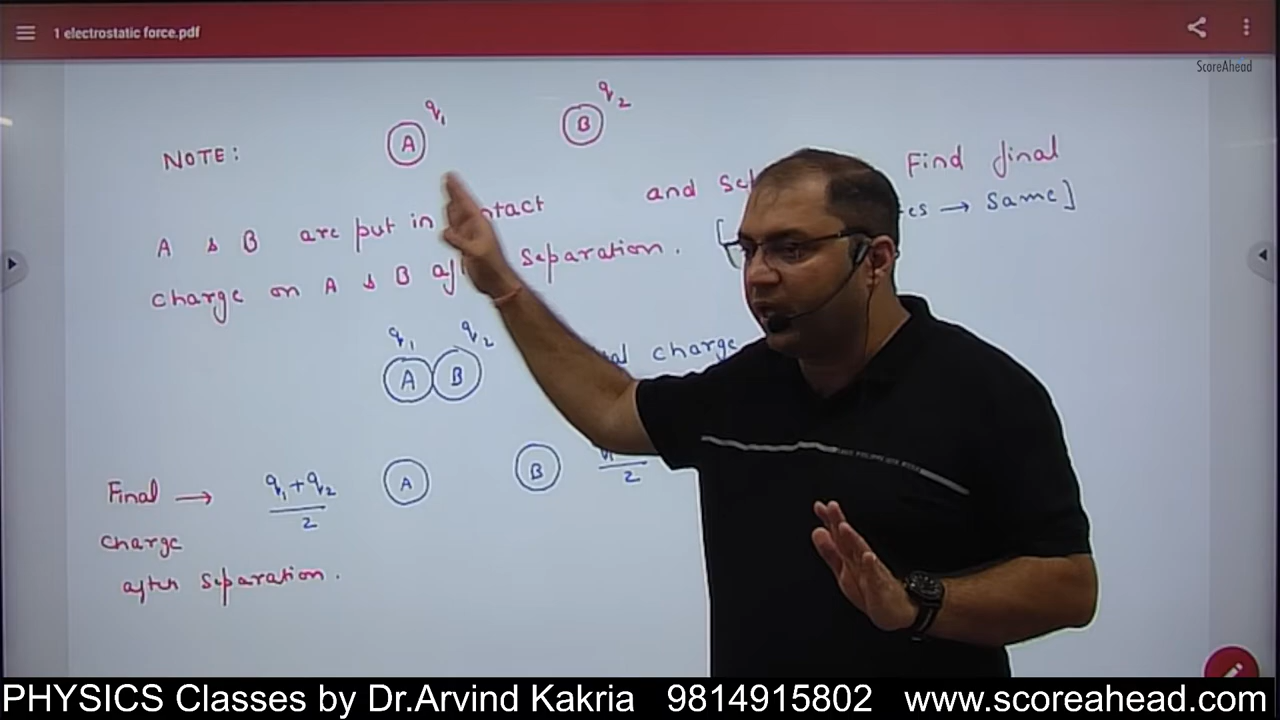 1 electrostatic force.pdf
ScoreAhead
q₁ q₂
NOTE: A B
A & B are put in and Find final
charge on A & B separation. [ → Same]
q₁ q₂
A B charge
Final → q₁+q₂/2 A B 2
charge
after separation.
PHYSICS Classes by Dr.Arvind Kakria 9814915802 www.scoreahead.com